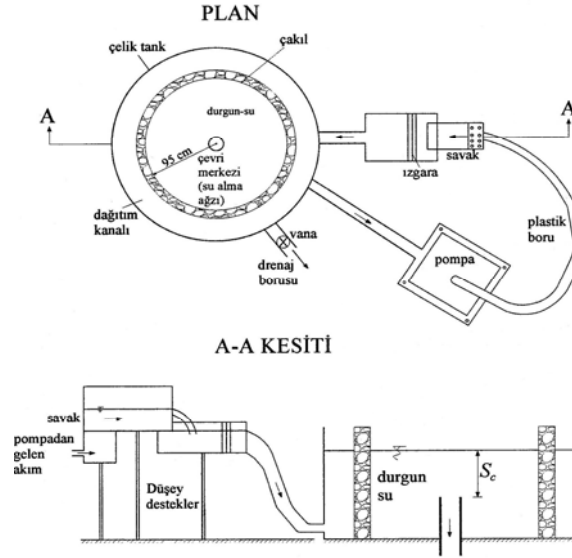 PLAN
çelik tank
çakıl
durgun-su
A
A
95 cm
çevri
merkezi
(su alma
ağzı)
savak
ızgara
dağıtım
kanalı
vana
drenaj
borusu
pompa
plastik
boru
A-A KESİTİ
savak
pompadan
gelen
akım
Düşey
destekler
durgun
su
Sc